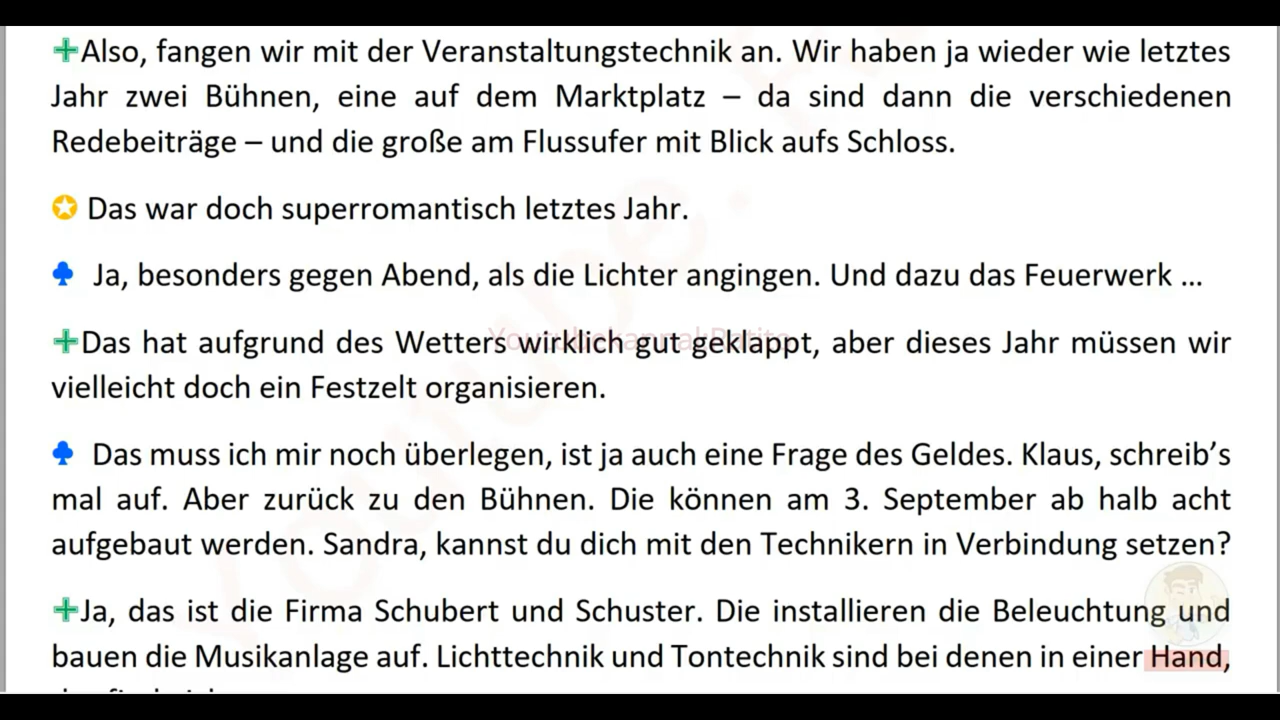 Also, fangen wir mit der Veranstaltungstechnik an. Wir haben ja wieder wie letztes
Jahr zwei Bühnen, eine auf dem Marktplatz – da sind dann die verschiedenen
Redebeiträge – und die große am Flussufer mit Blick aufs Schloss.
Das war doch superromantisch letztes Jahr.
Ja, besonders gegen Abend, als die Lichter angingen. Und dazu das Feuerwerk ...
Das hat aufgrund des Wetters wirklich gut geklappt, aber dieses Jahr müssen wir
vielleicht doch ein Festzelt organisieren.
Das muss ich mir noch überlegen, ist ja auch eine Frage des Geldes. Klaus, schreib’s
mal auf. Aber zurück zu den Bühnen. Die können am 3. September ab halb acht
aufgebaut werden. Sandra, kannst du dich mit den Technikern in Verbindung setzen?
Ja, das ist die Firma Schubert und Schuster. Die installieren die Beleuchtung und
bauen die Musikanlage auf. Lichttechnik und Tontechnik sind bei denen in einer Hand,